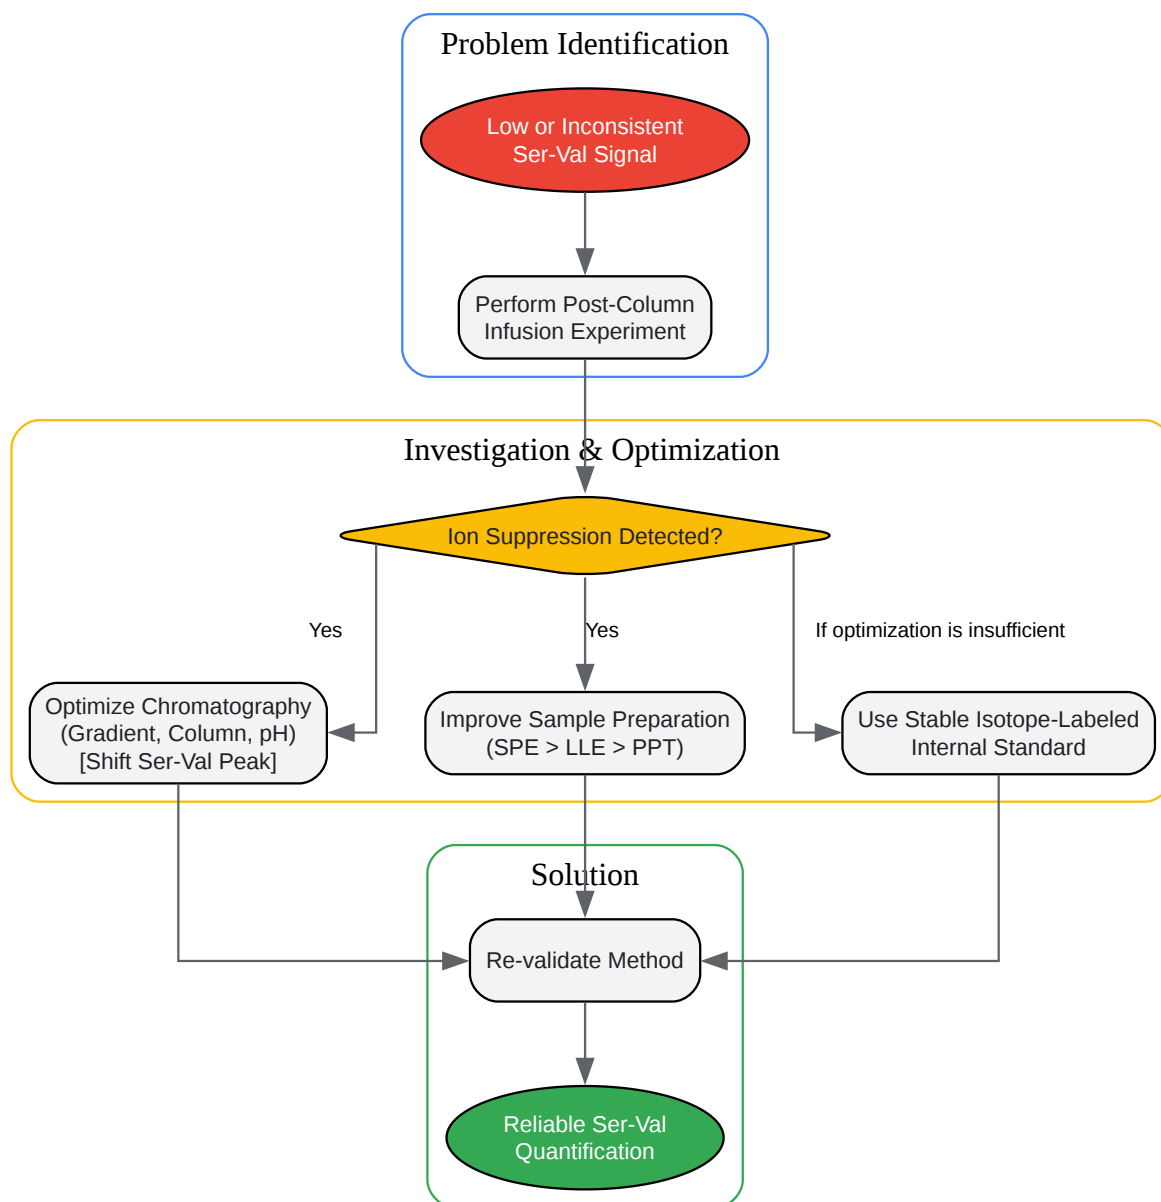 Problem Identification
Low or Inconsistent
Ser-Val Signal
Perform Post-Column
Infusion Experiment
Investigation & Optimization
Ion Suppression Detected?
Yes
Yes
If optimization is insufficient
Optimize Chromatography
(Gradient, Column, pH)
[Shift Ser-Val Peak]
Improve Sample Preparation
(SPE > LLE > PPT)
Use Stable Isotope-Labeled
Internal Standard
Solution
Re-validate Method
Reliable Ser-Val
Quantification